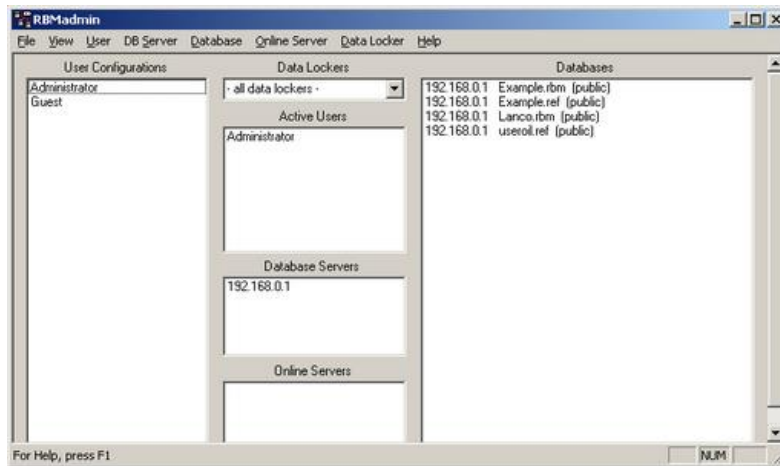 RBMadmin
File View User DB Server Database Online Server Data Locker Help
User Configurations
Administrator
Guest
Data Lockers
- all data lockers -
Active Users
Administrator
Database Servers
192.168.0.1
Online Servers
Databases
192.168.0.1 Example.rbm (public)
192.168.0.1 Example.ref (public)
192.168.0.1 Lanco.rbm (public)
192.168.0.1 useroil.ref (public)
For Help, press F1
NUM